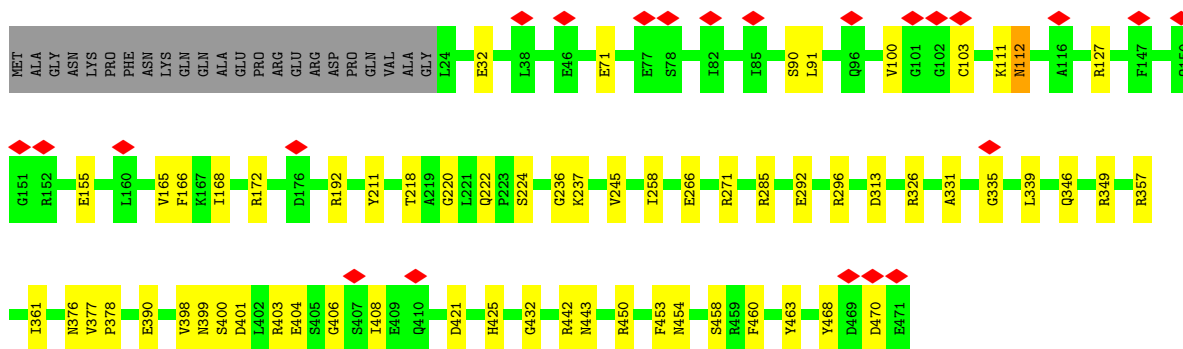 MET ALA GLY ASN LYS PRO PHE ASN LYS GLN GLN ALA GLU PRO ARG GLU ARG ASP PRO GLN VAL ALA GLY L24 E32 L38 E46 E71 E77 S78 I82 I85 S90 L91 Q96 V100 G101 G102 C103 K111 N112 A116 R127 F147
G151 R152 E155 L160 V165 F166 K167 I168 R172 D176 R192 Y211 T218 A219 G220 L221 Q222 P223 S224 G236 K237 V245 I258 E266 R271 R285 E292 R296 D313 R326 A331 G335 L339 Q346 R349 R357
I361 N376 V377 P378 E390 V398 N399 S400 D401 L402 R403 E404 S405 G406 S407 I408 E409 Q410 D421 H425 G432 R442 N443 R450 F453 N454 S458 R459 F460 Y463 Y468 D469 D470 E471